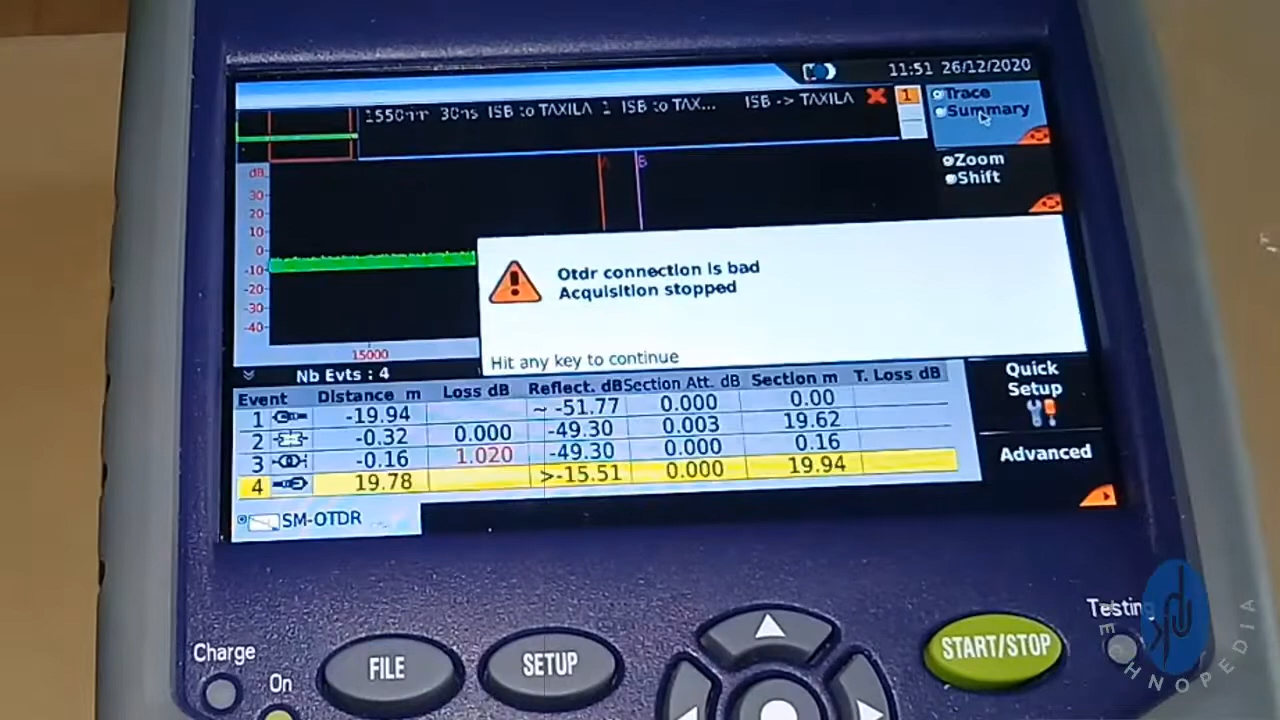 11:51 26/12/2020
1550nm 30ns ISB to TAXILA 1 ISB to TAX... ISB -> TAXILA
1
Trace
Summary
Zoom
Shift
A
B
dB
30
20
10
0
-10
-20
-30
-40
15000
Otdr connection is bad
Acquisition stopped
Hit any key to continue
Nb Evts : 4
Event Distance m Loss dB Reflect. dB Section Att. dB Section m T. Loss dB
1 -19.94 ~ -51.77 0.000 0.00
2 -0.32 0.000 -49.30 0.003 19.62
3 -0.16 1.020 -49.30 0.000 0.16
4 19.78 >-15.51 0.000 19.94
Quick
Setup
Advanced
SM-OTDR
Charge
On
FILE
SETUP
START/STOP
Testing
TECHNOPEDIA